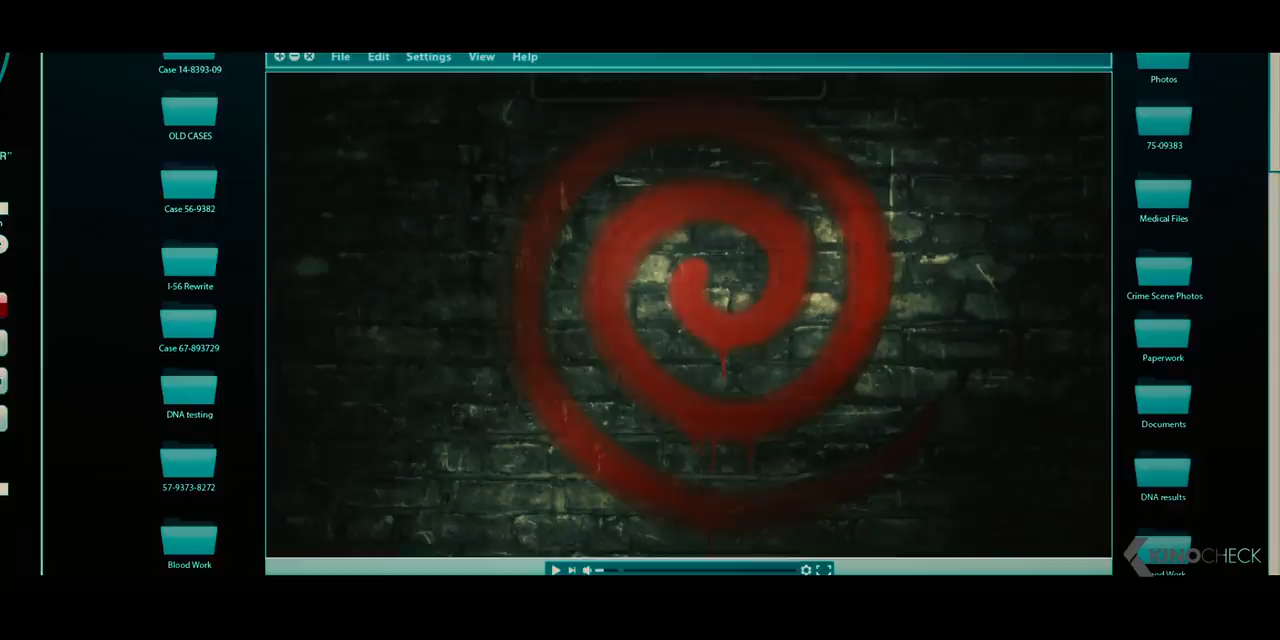 R"
Case 14-8393-09
OLD CASES
Case 56-9382
I-56 Rewrite
Case 67-893729
DNA testing
57-9373-8272
Blood Work
File Edit Settings View Help
Photos
75-09383
Medical Files
Crime Scene Photos
Paperwork
Documents
DNA results
KINOCHECK